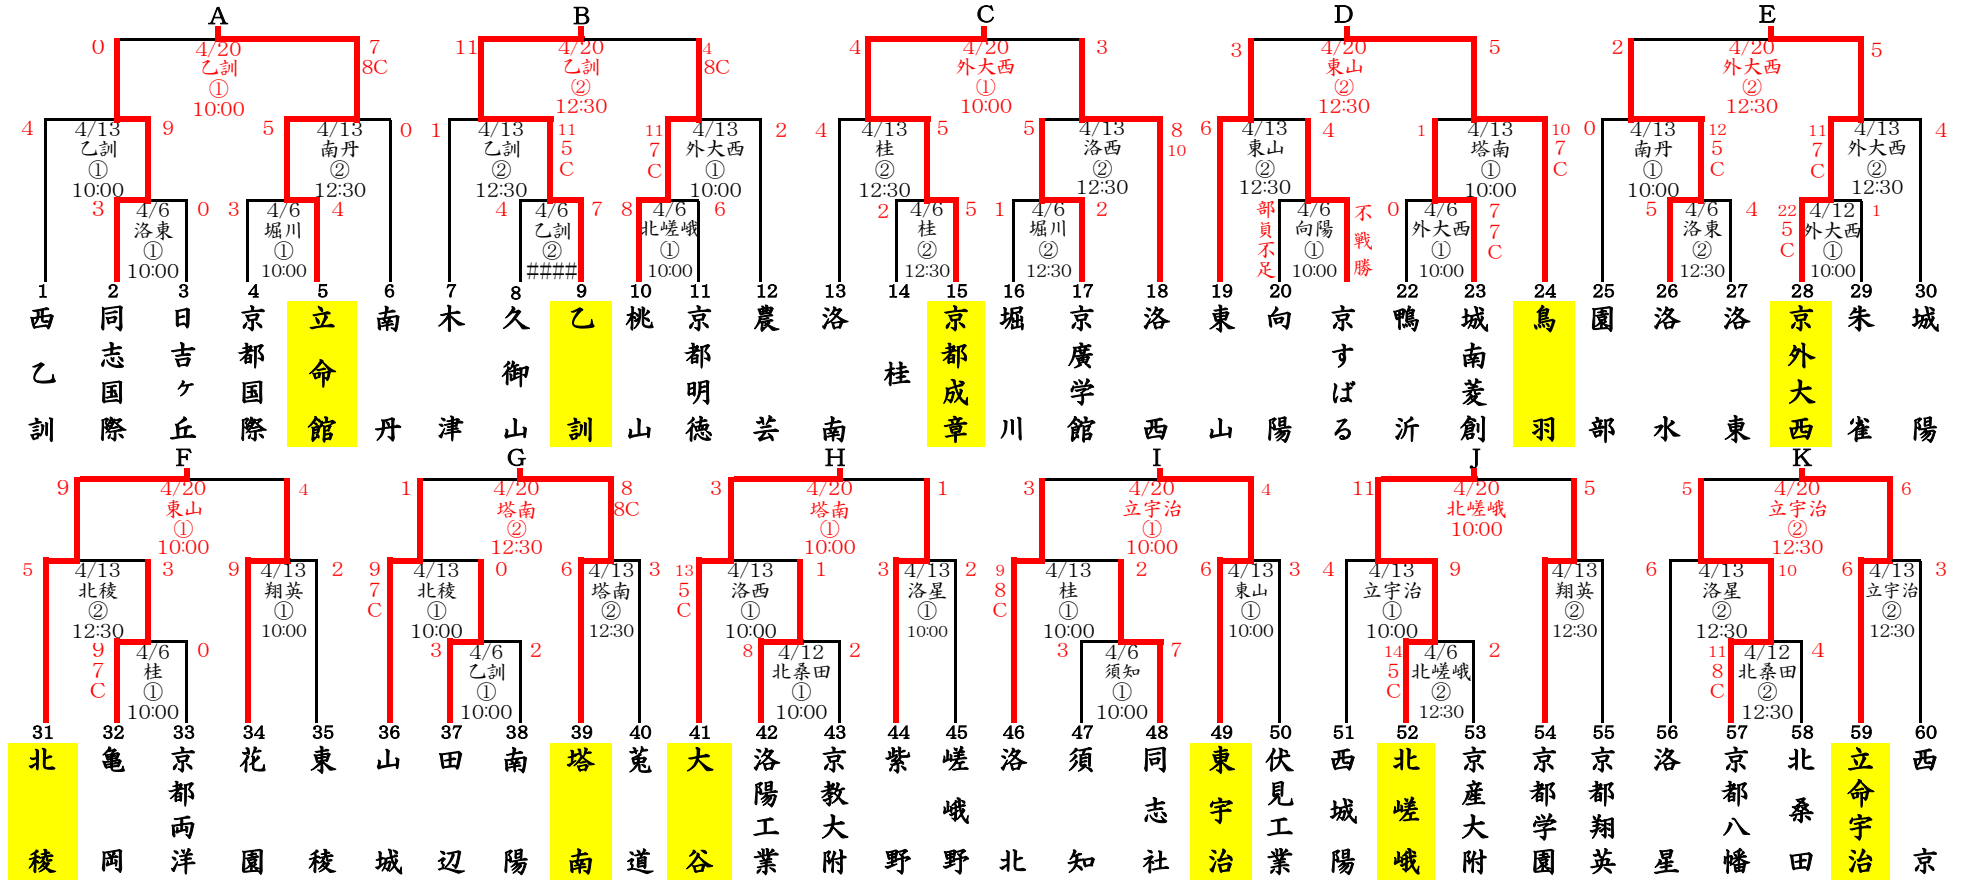 A B C D E
0 4/20 7 11 4/20 4 4 4/20 3 3 4/20 5 2 4/20 5
乙訓 8C 乙訓 8C 外大西 東山 外大西
① ② ① ② ②
10:00 12:30 10:00 12:30 12:30
4 4/13 9 5 4/13 0 1 4/13 11 11 4/13 2 4 4/13 5 5 4/13 8 6 4/13 4 1 4/13 10 0 4/13 12 11 4/13 4
乙訓 南丹 乙訓 5 7 外大西 桂 洛西 10 東山 塔南 7 南丹 5 7 外大西
① ② ② C C ① ② ② ② ① C ① C C ②
10:00 12:30 12:30 10:00 12:30 12:30 12:30 10:00 10:00 12:30
3 4/6 0 3 4/6 4 4 4/6 7 8 4/6 6 2 4/6 5 1 4/6 2 部員不足 4/6 不戦勝 0 4/6 7 5 4/6 4 22 4/12 1
洛東 堀川 乙訓 北嵯峨 桂 堀川 向陽 外大西 7 洛東 5 外大西
① ① ② ① ② ② ① ① C ② C ①
10:00 10:00 #### 10:00 12:30 12:30 10:00 10:00 12:30 10:00
1 2 3 4 5 6 7 8 9 10 11 12 13 14 15 16 17 18 19 20 21 22 23 24 25 26 27 28 29 30
西乙訓
同志国際
日吉ヶ丘
京都国際
立命館
南丹
木津
久御山
乙訓
桃山
京都明徳
農芸
洛南
桂
京都成章
堀川
京廣学館
洛西
東山
向陽
京すばる
鴨沂
城南菱創
鳥羽
園部
洛水
洛東
京外大西
朱雀
城陽
F G H I J K
9 4/20 4 1 4/20 8 3 4/20 1 3 4/20 4 11 4/20 5 5 4/20 6
東山 塔南 8C 塔南 立宇治 北嵯峨 立宇治
① ② ① ① 10:00 ②
10:00 12:30 10:00 10:00 12:30
5 4/13 3 9 4/13 2 9 4/13 0 6 4/13 3 13 4/13 1 3 4/13 2 9 4/13 2 6 4/13 3 4 4/13 9 4/13 6 4/13 10 6 4/13 3
北稜 翔英 7 北稜 塔南 5 洛西 洛星 8 桂 東山 立宇治 翔英 洛星 立宇治
② ① C ① ② C ① ① C ① ① ① ② ② ②
12:30 10:00 10:00 12:30 10:00 10:00 10:00 10:00 10:00 12:30 12:30 12:30
9 4/6 0 3 4/6 2 8 4/12 2 3 4/6 7 14 4/6 2 11 4/12 4
7 桂 乙訓 北桑田 須知 5 北嵯峨 8 北桑田
C ① ① ① ① C ② C ②
10:00 10:00 10:00 10:00 12:30 12:30
31 32 33 34 35 36 37 38 39 40 41 42 43 44 45 46 47 48 49 50 51 52 53 54 55 56 57 58 59 60
北稜
亀岡
京都両洋
花園
東稜
山城
田辺
南陽
塔南
莵道
大谷
洛陽工業
京教大附
紫野
嵯峨野
洛北
須知
同志社
東宇治
伏見工業
西城陽
北嵯峨
京産大附
京都学園
京都翔英
洛星
京都八幡
北桑田
立命宇治
西京